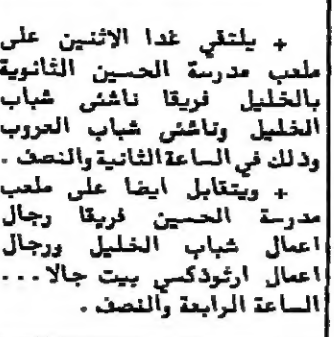 + يلتقي غدا الاثنين على
ملعب مدرسة الحسين الثانوية
بالخليل فريقا ناشئى شباب
الخليل وناشئى شباب العروب
وذلك في الساعة الثانية والنصف .
+ ويتقابل ايضا على ملعب
مدرسة الحسين فريقا رجال
اعمال شباب الخليل ورجال
اعمال ارثوذكسي بيت جالا ...
الساعة الرابعة والنصف .